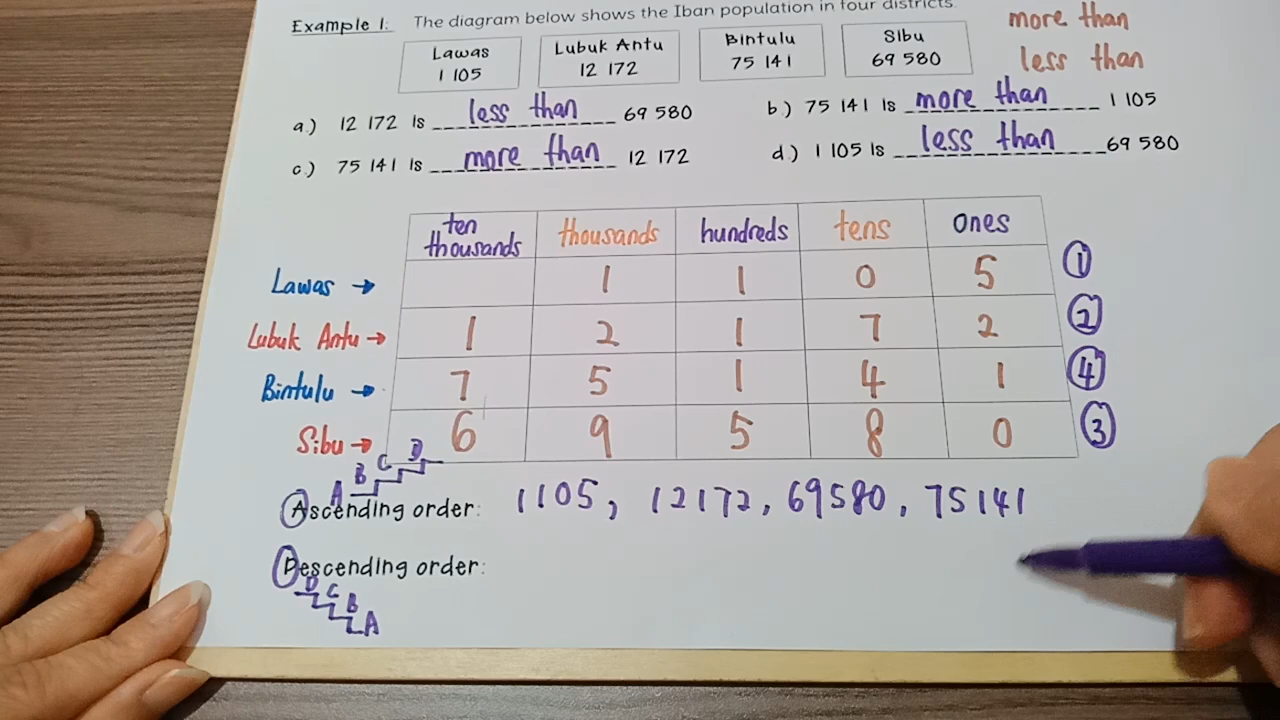 Example 1: The diagram below shows the Iban population in four districts.
more than
less than
Lawas
1 105
Lubuk Antu
12 172
Bintulu
75 141
Sibu
69 580
a.) 12 172 is less than 69 580
b.) 75 141 is more than 1 105
c.) 75 141 is more than 12 172
d.) 1 105 is less than 69 580
ten thousands thousands hundreds tens ones
Lawas → 1 1 0 5 1
Lubuk Antu → 1 2 1 7 2 2
Bintulu → 7 5 1 4 1 4
Sibu → 6 9 5 8 0 3
A B C D
Ascending order: 1105, 12172, 69580, 75141
Descending order:
D C B A